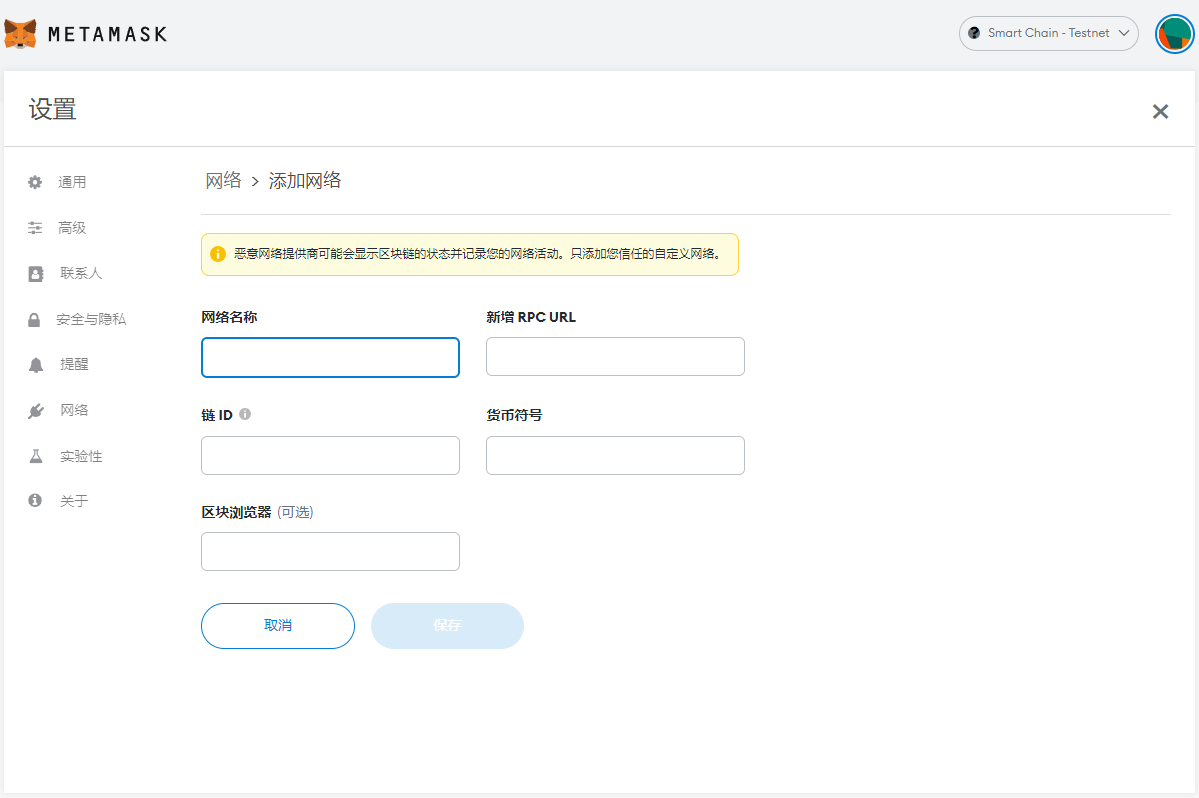 METAMASK
Smart Chain - Testnet
设置
通用
高级
联系人
安全与隐私
提醒
网络
实验性
关于
网络 > 添加网络
恶意网络提供商可能会显示区块链的状态并记录您的网络活动。只添加您信任的自定义网络。
网络名称
新增 RPC URL
链 ID
货币符号
区块浏览器 (可选)
取消
保存